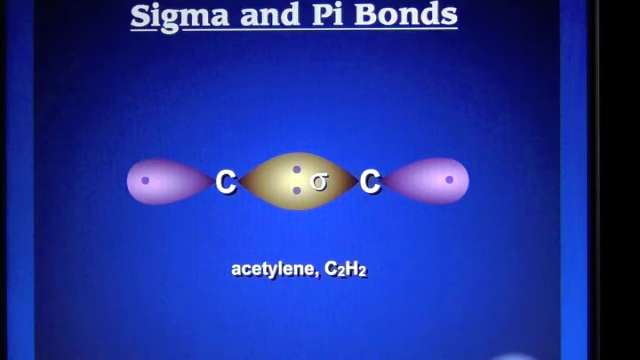 Sigma and Pi Bonds
C σ C
acetylene, C₂H₂